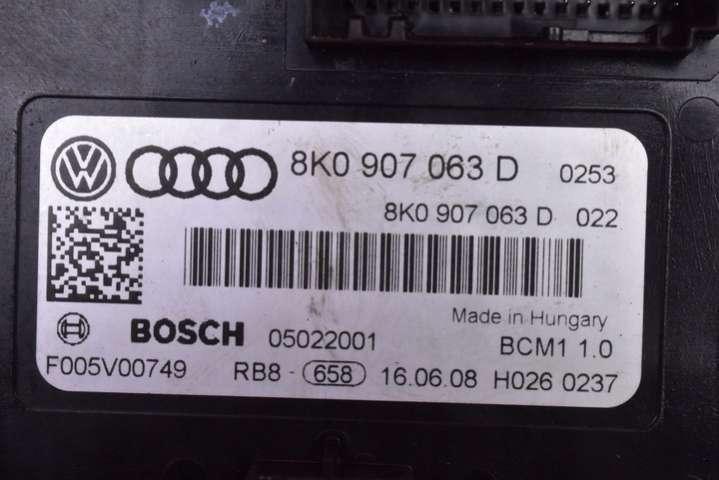 8K0 907 063 D 0253
8K0 907 063 D 022
Made in Hungary
BOSCH 05022001 BCM1 1.0
F005V00749 RB8 - 658 16.06.08 H026 0237